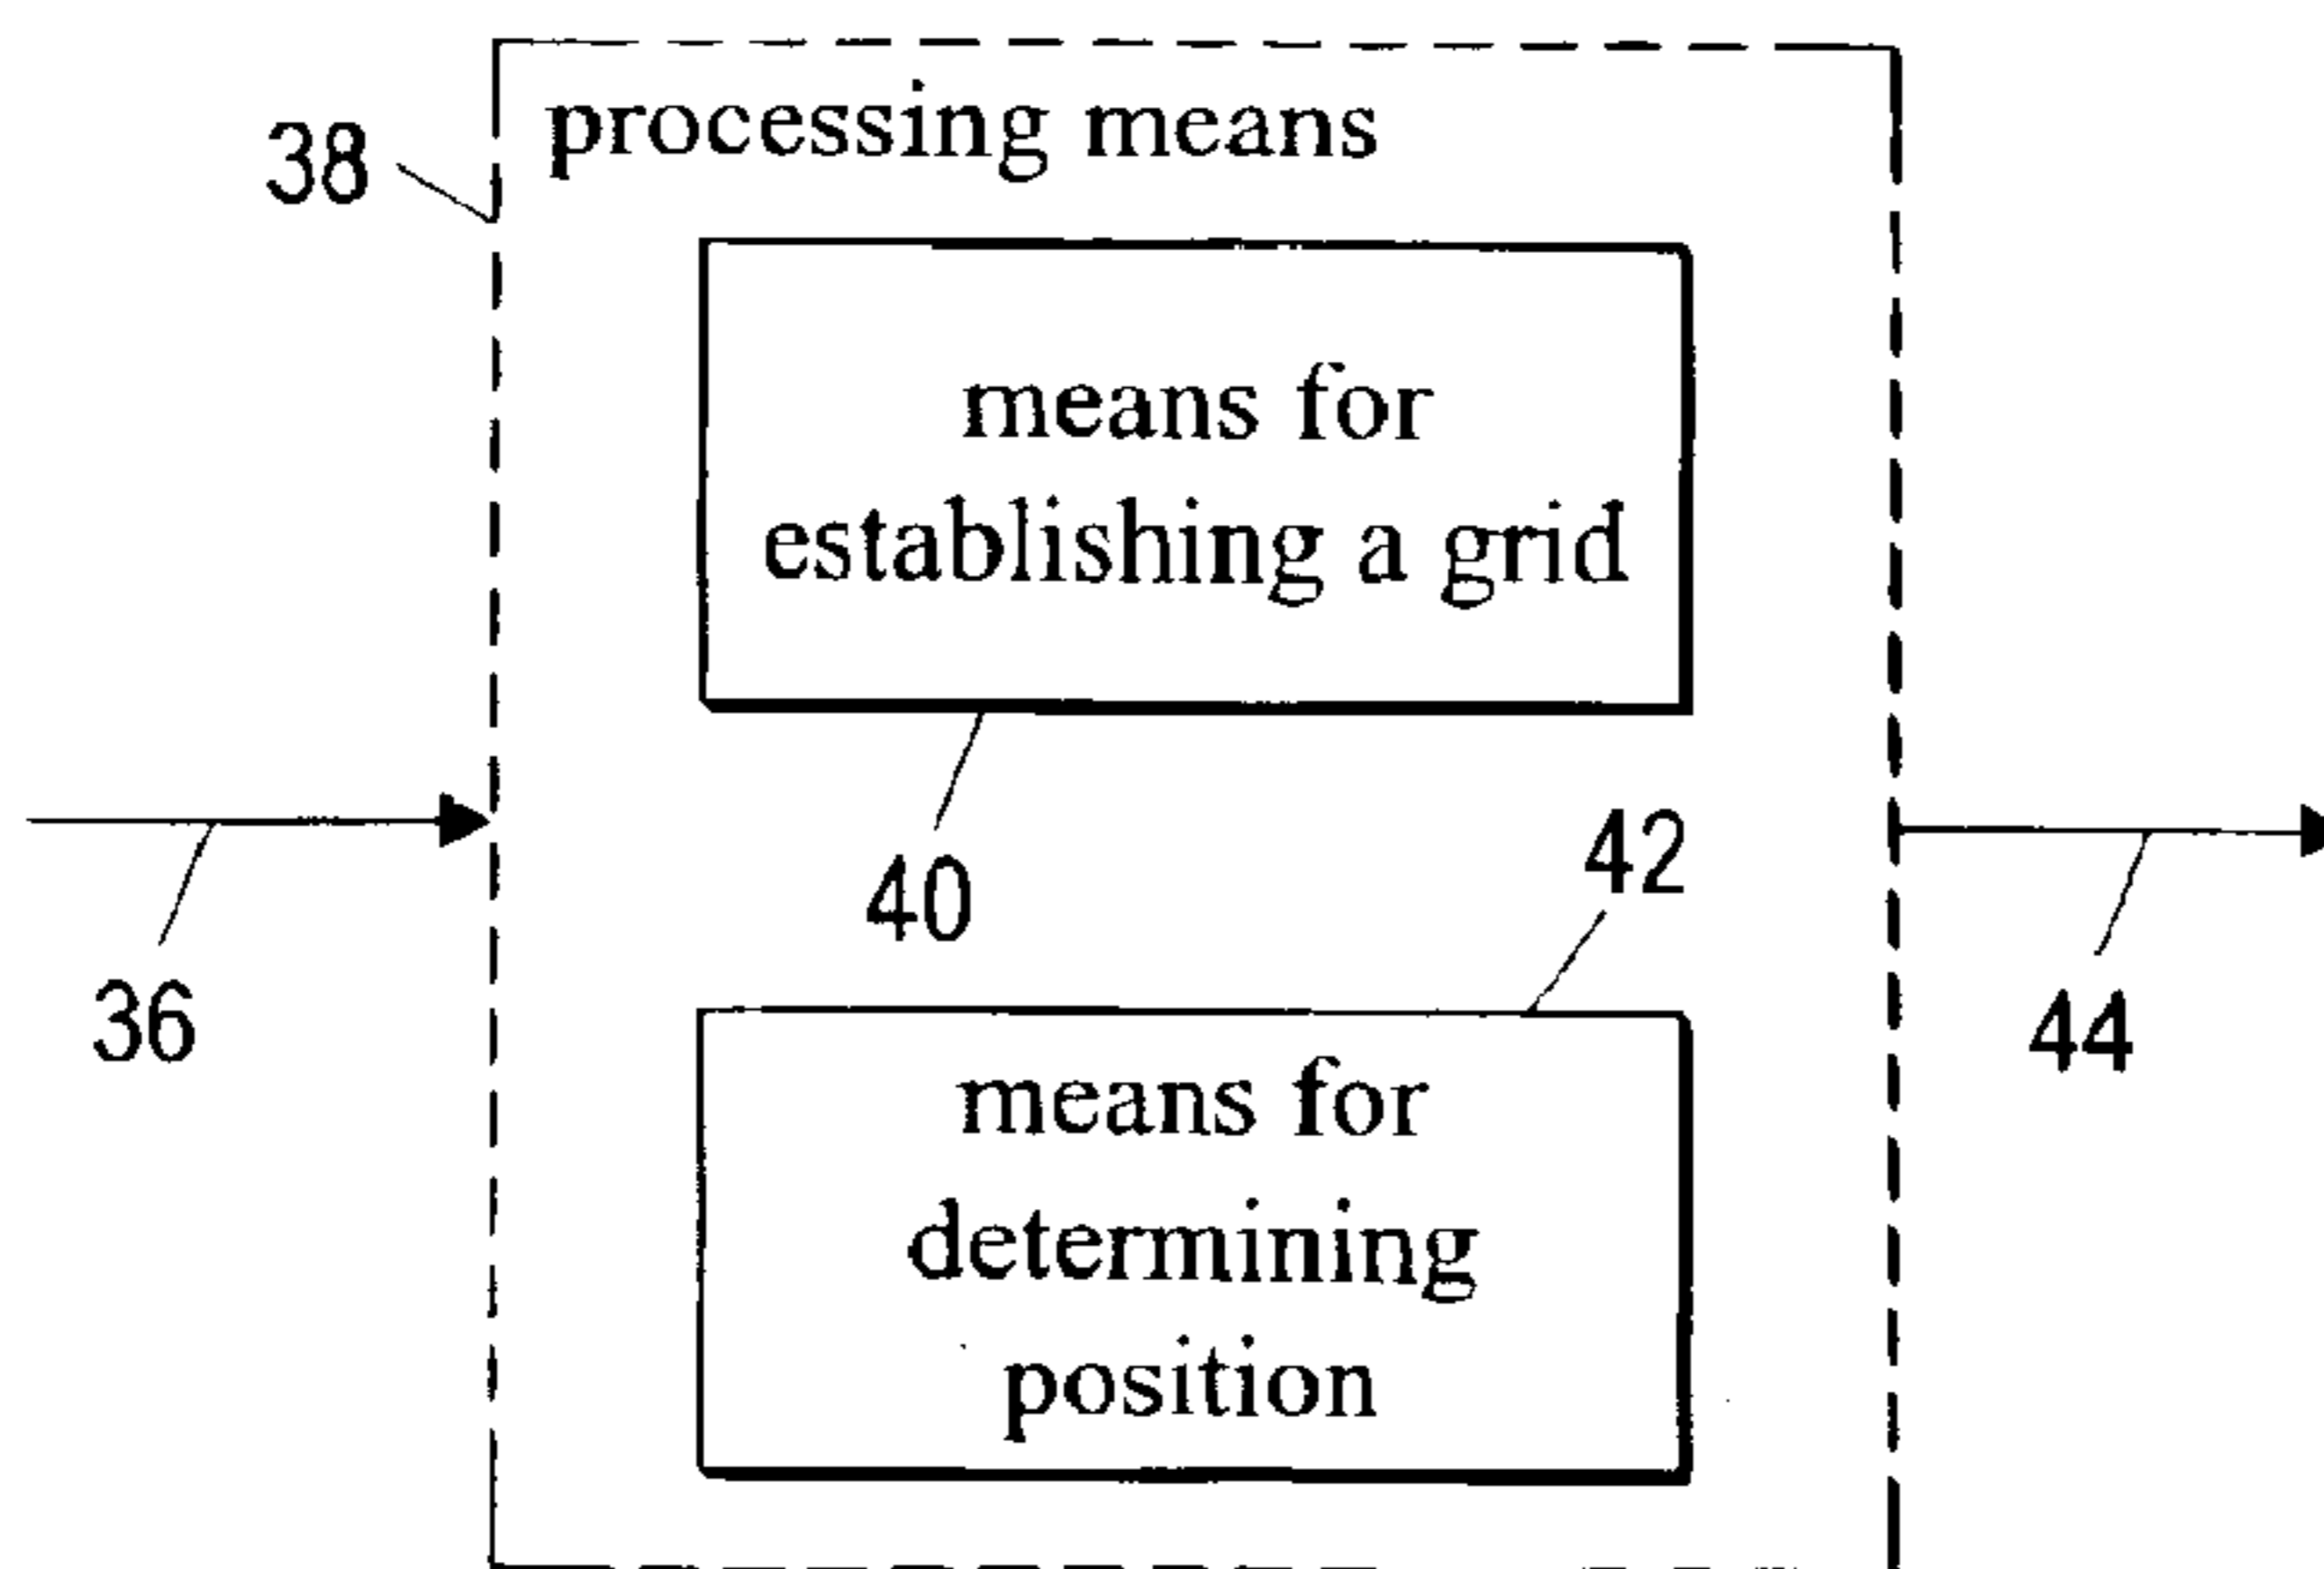 processing means
38
means for
establishing a grid
40
42
36
44
means for
determining
position